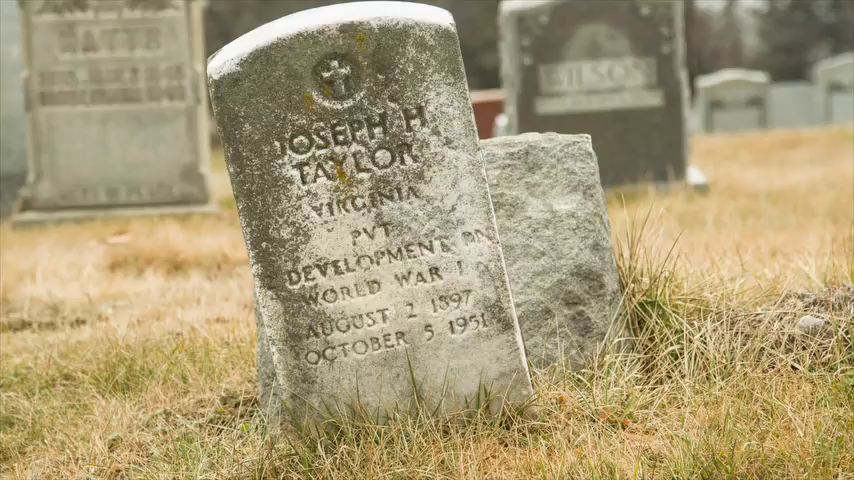 JOSEPH H
TAYLOR
VIRGINIA
PVT
DEVELOPMENT BN
WORLD WAR I
AUGUST 2 1897
OCTOBER 5 1951
WILSON